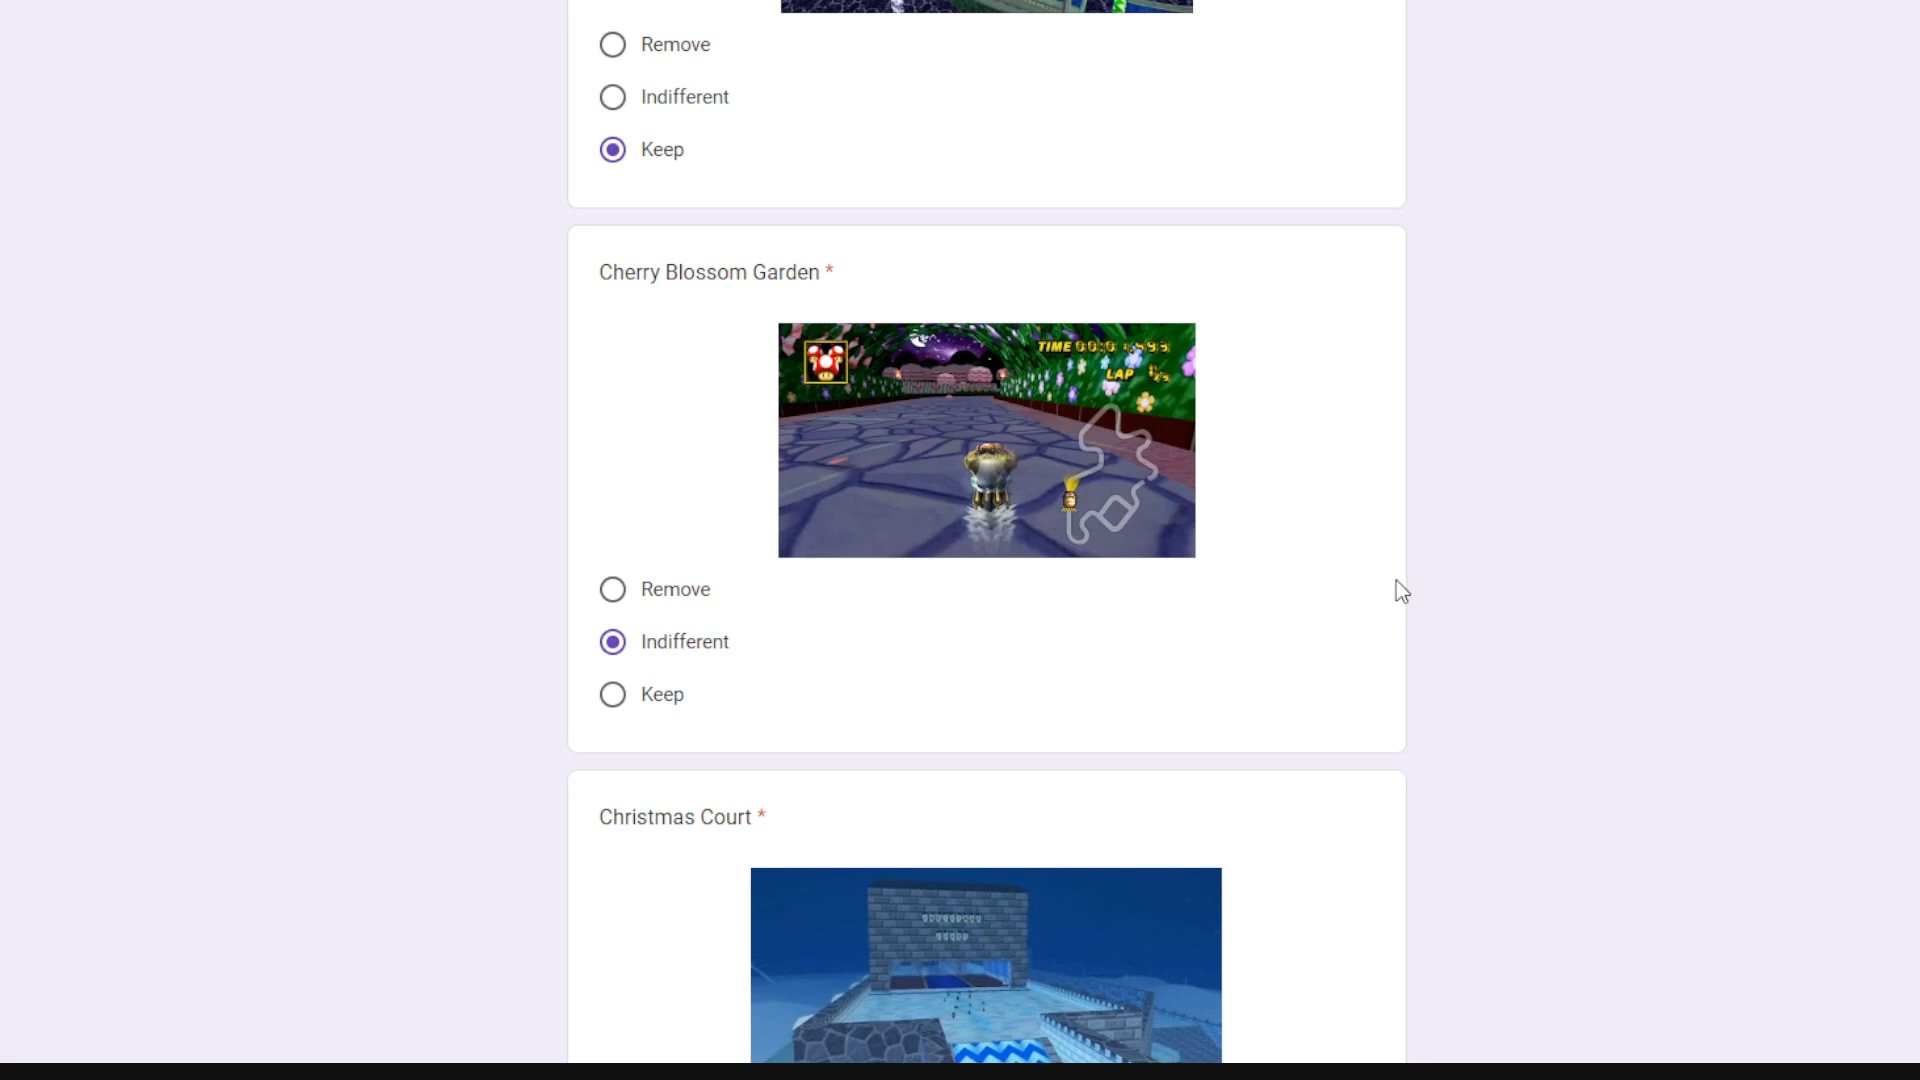 Remove
Indifferent
Keep
Cherry Blossom Garden *
TIME
LAP
Remove
Indifferent
Keep
Christmas Court *